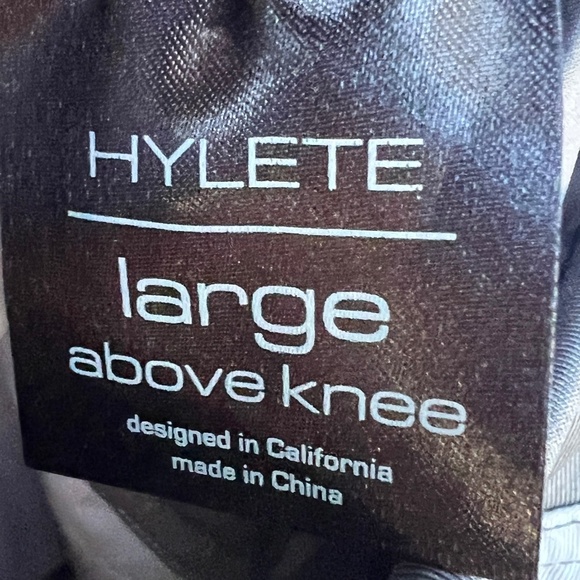 HYLETE
large
above knee
designed in California
made in China